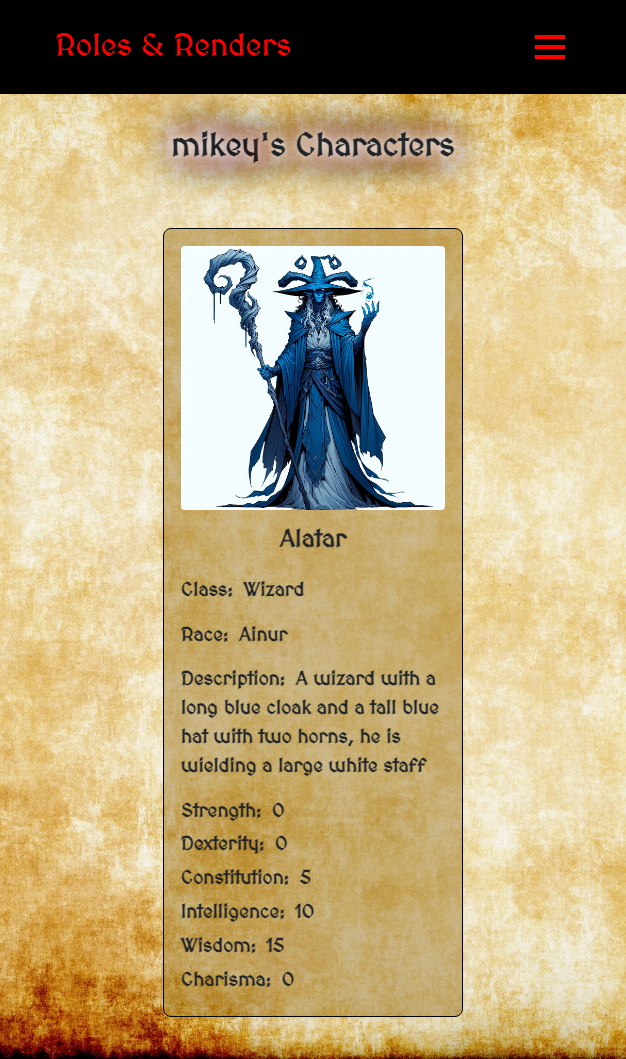 Roles & Renders
mikey's Characters
Alatar
Class: Wizard
Race: Ainur
Description: A wizard with a
long blue cloak and a tall blue
hat with two horns, he is
wielding a large white staff
Strength: 0
Dexterity: 0
Constitution: 5
Intelligence: 10
Wisdom: 15
Charisma: 0